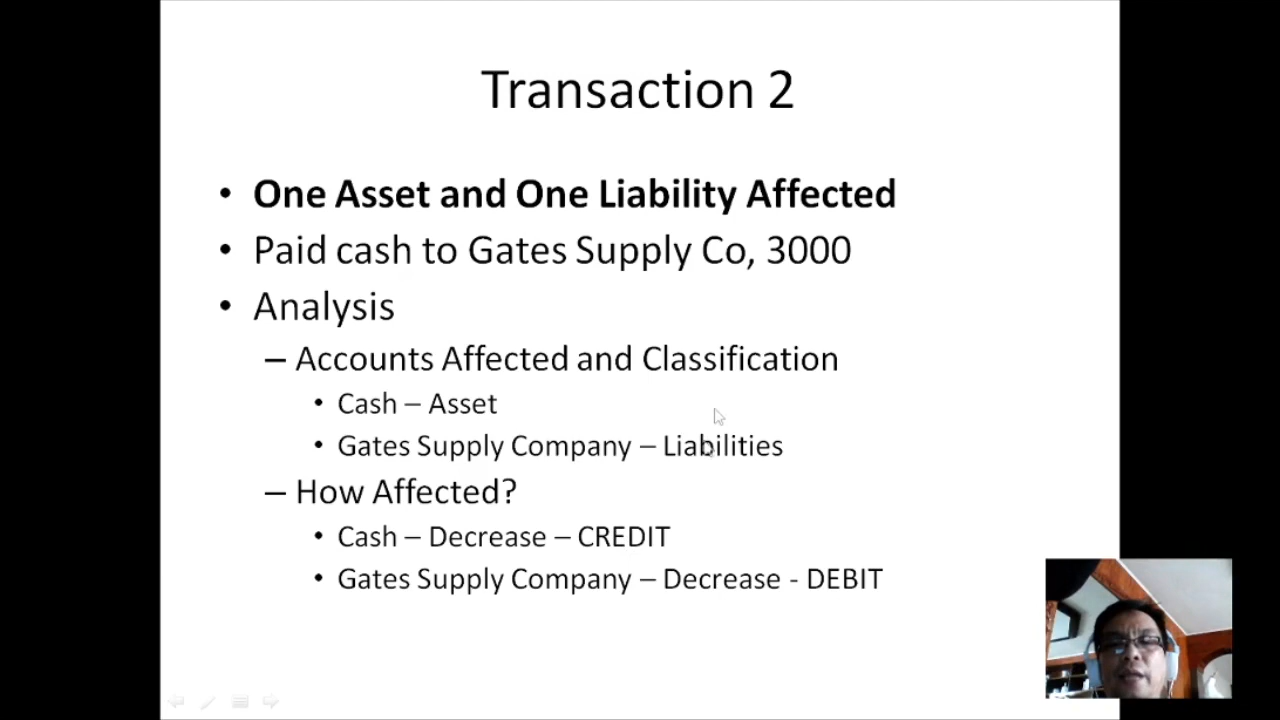 Transaction 2
• One Asset and One Liability Affected
• Paid cash to Gates Supply Co, 3000
• Analysis
– Accounts Affected and Classification
• Cash – Asset
• Gates Supply Company – Liabilities
– How Affected?
• Cash – Decrease – CREDIT
• Gates Supply Company – Decrease - DEBIT